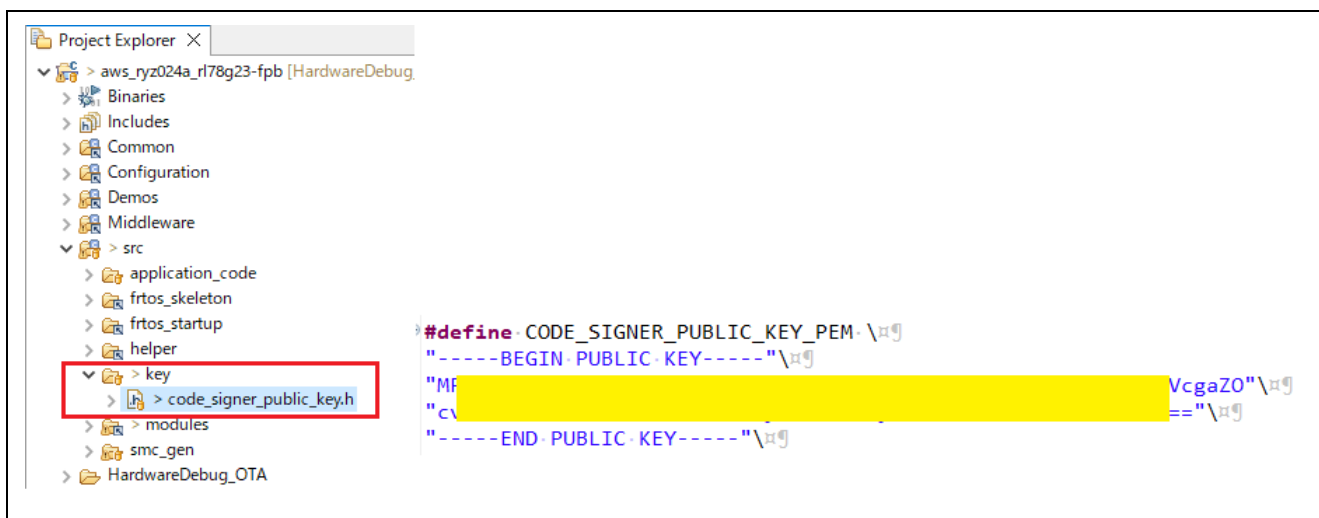 Project Explorer
> aws_ryz024a_rl78g23-fpb [HardwareDebug_
Binaries
Includes
Common
Configuration
Demos
Middleware
> src
application_code
frtos_skeleton
frtos_startup
helper
> key
> code_signer_public_key.h
> modules
smc_gen
HardwareDebug_OTA
#define·CODE_SIGNER_PUBLIC_KEY_PEM·\¤¶
"-----BEGIN·PUBLIC·KEY-----"\¤¶
VcgaZO"\¤¶
=="\¤¶
"-----END·PUBLIC·KEY-----"\¤¶